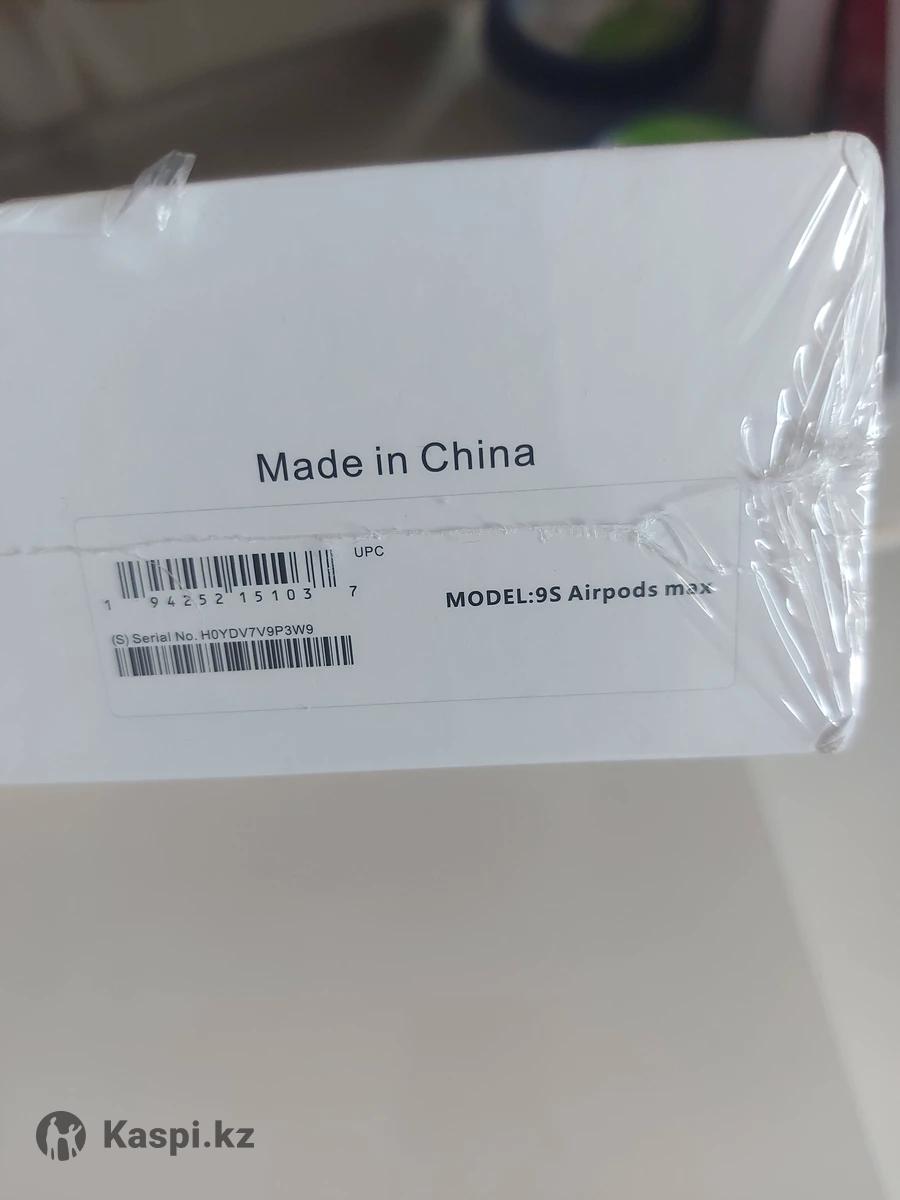 Made in China
UPC
1 94252 15103 7
MODEL:9S Airpods max
(S) Serial No. H0YDV7V9P3W9
Kaspi.kz